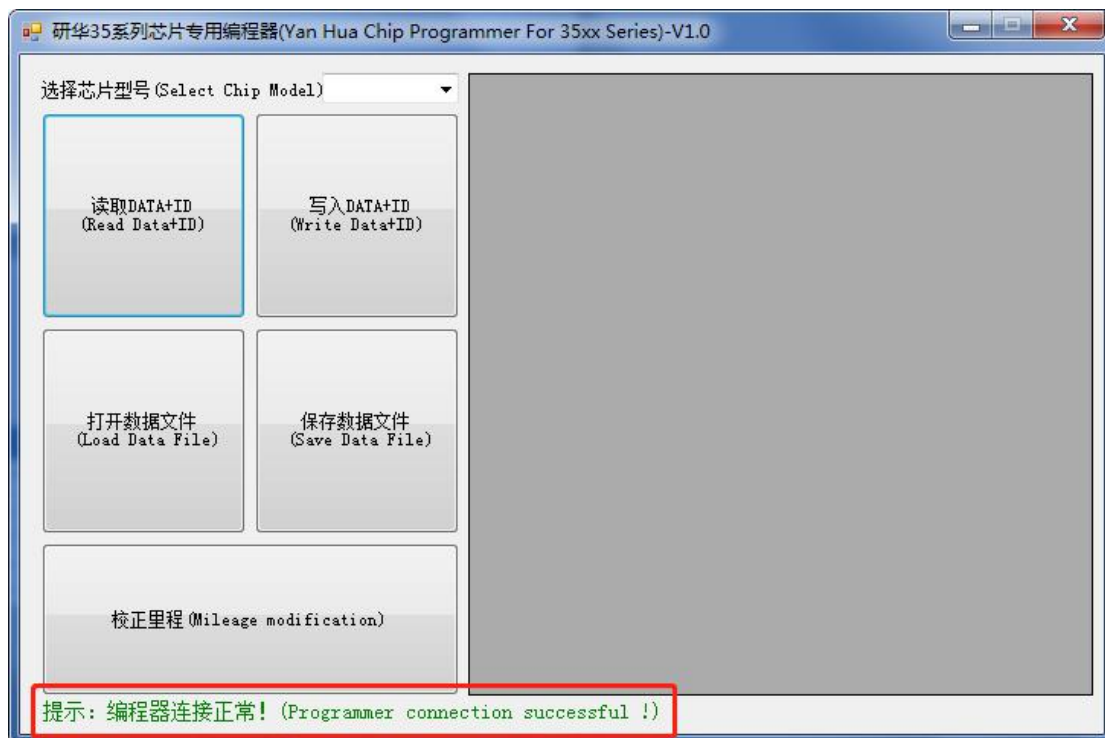 研华35系列芯片专用编程器(Yan Hua Chip Programmer For 35xx Series)-V1.0
选择芯片型号(Select Chip Model)
读取DATA+ID
(Read Data+ID)
写入DATA+ID
(Write Data+ID)
打开数据文件
(Load Data File)
保存数据文件
(Save Data File)
校正里程(Mileage modification)
提示：编程器连接正常！(Programmer connection successful !)